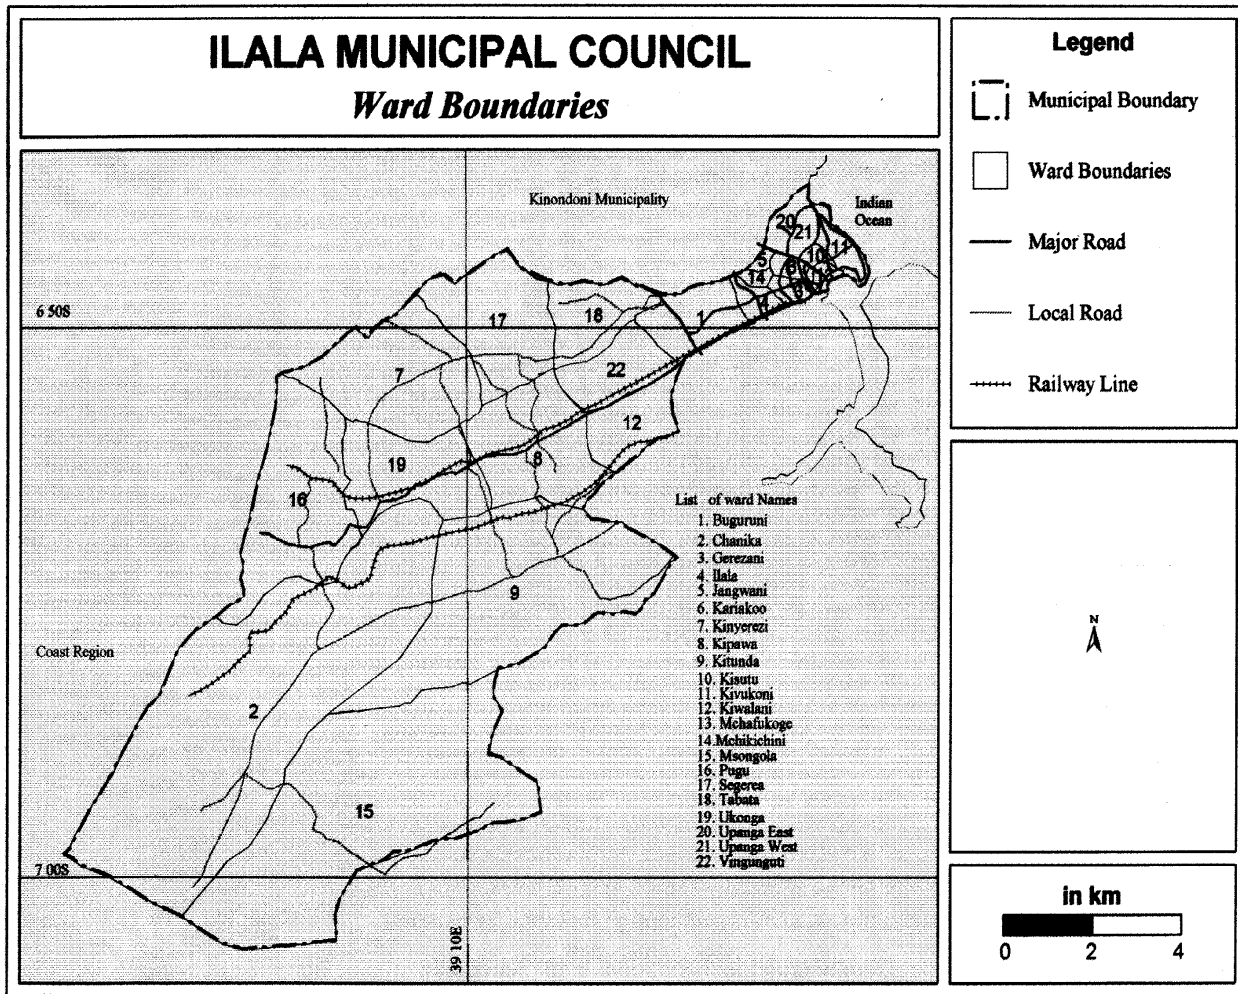 ILALA MUNICIPAL COUNCIL
Ward Boundaries
Legend
Municipal Boundary
Ward Boundaries
Major Road
Local Road
Railway Line
Kinondoni Municipality
Indian
Ocean
6 50S
20
21
11
10
5
6
14
4
3
1
18
17
22
7
12
19
8
16
9
2
15
Coast Region
List of ward Names
1. Buguruni
2. Chanika
3. Gerezani
4. Ilala
5. Jangwani
6. Kariakoo
7. Kinyerezi
8. Kipawa
9. Kitunda
10. Kisutu
11. Kivukoni
12. Kiwalani
13. Mchafukoge
14 Mchikichini
15. Msongola
16. Pugu
17. Segerea
18. Tabata
19. Ukonga
20. Upanga East
21. Upanga West
22. Vingunguti
7 00S
39 10E
N
in km
0 2 4